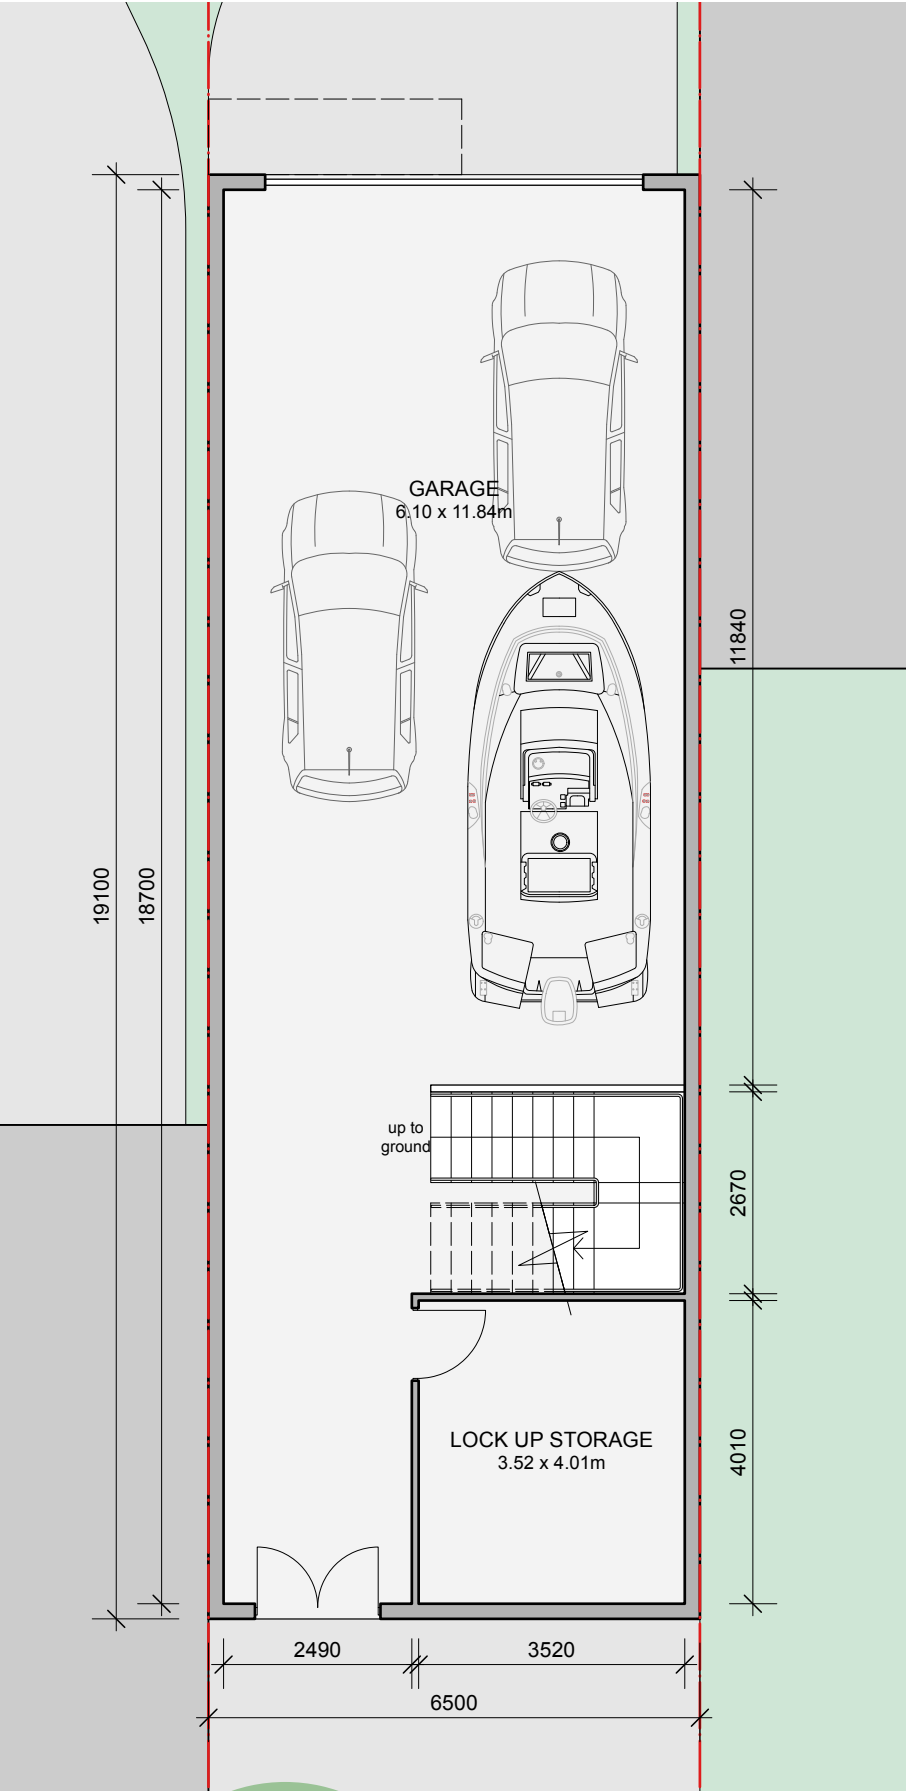 GARAGE
6.10 x 11.84m
11840
19100
18700
up to
ground
2670
LOCK UP STORAGE
3.52 x 4.01m
4010
2490
3520
6500